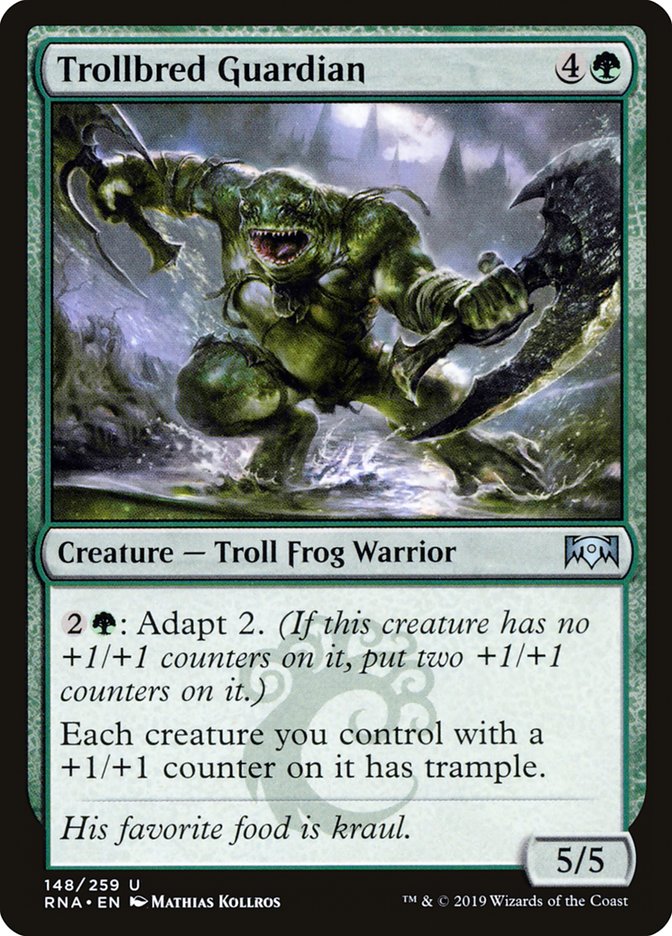 Trollbred Guardian 4
Creature — Troll Frog Warrior
2 : Adapt 2. (If this creature has no
+1/+1 counters on it, put two +1/+1
counters on it.)
Each creature you control with a
+1/+1 counter on it has trample.
His favorite food is kraul.
5/5
148/259 U
RNA • EN Mathias Kollros
™ & © 2019 Wizards of the Coast